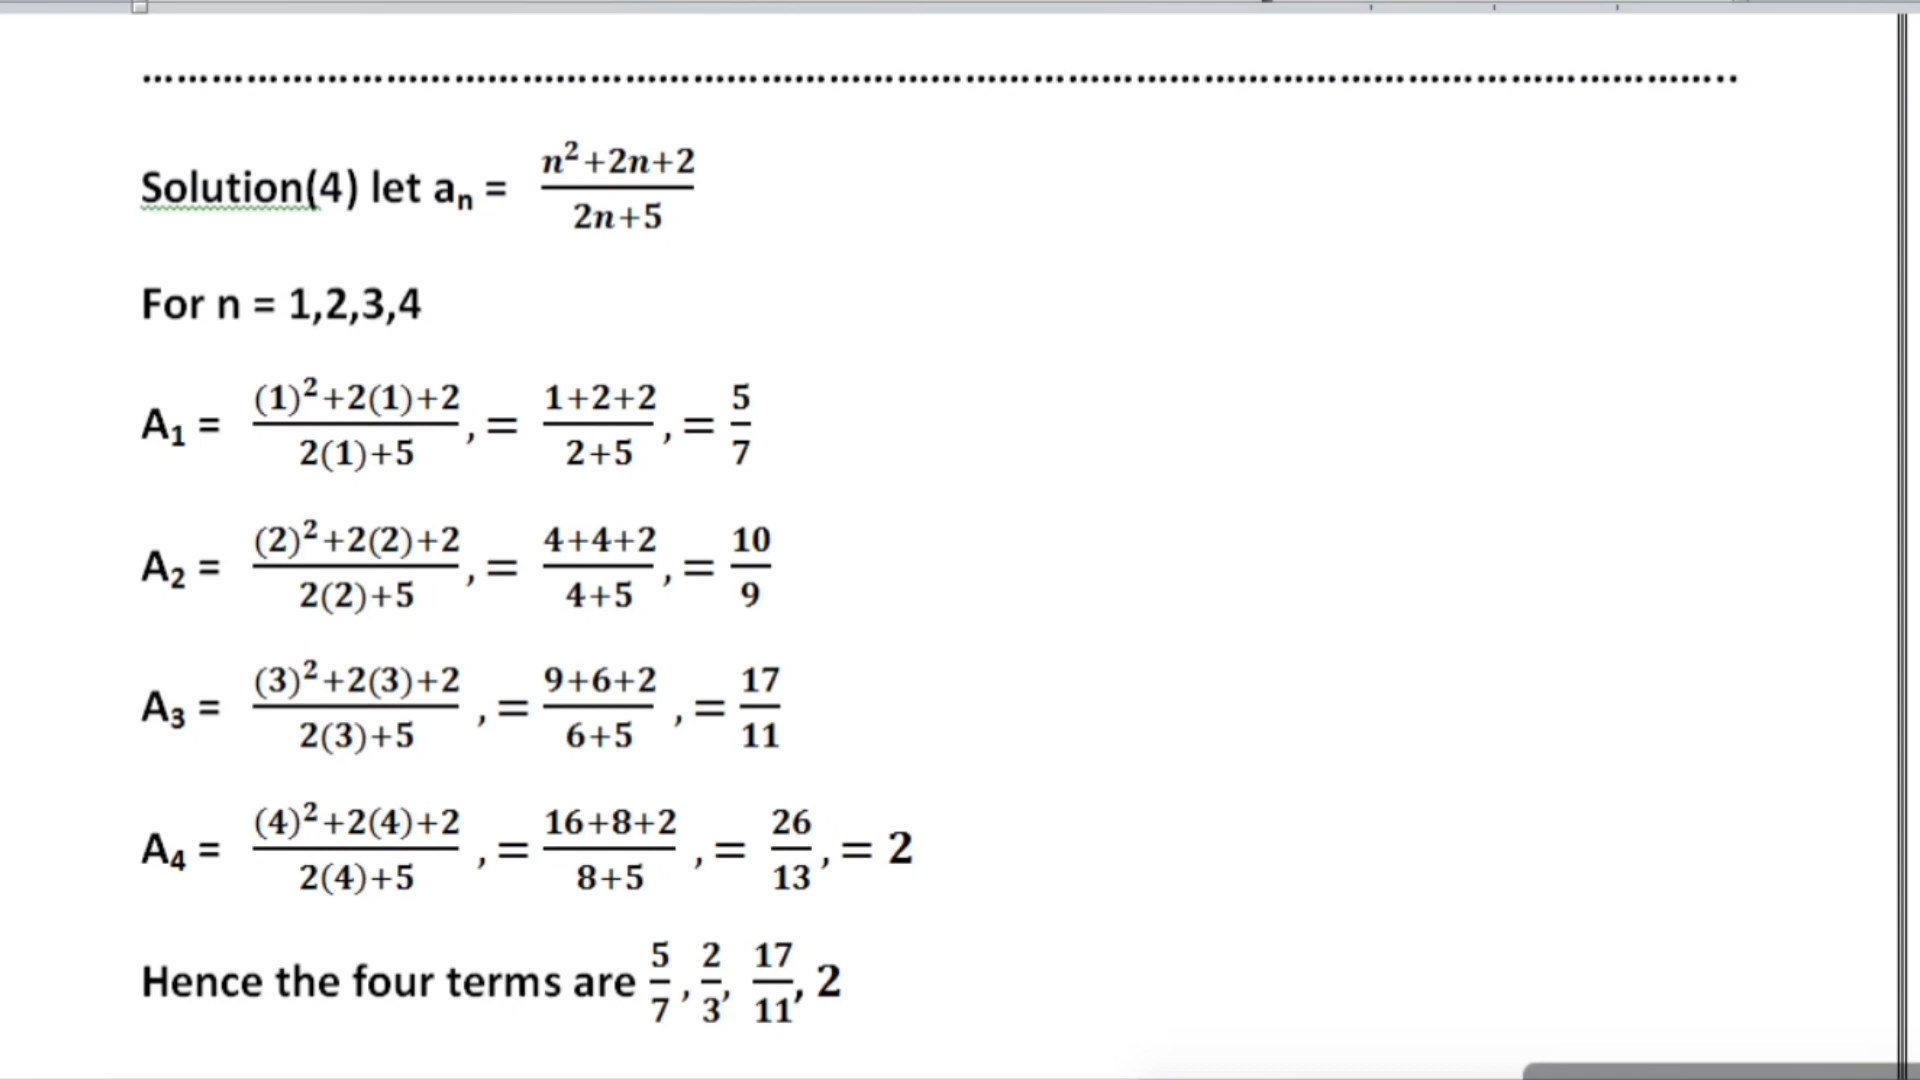 ................................................................................................................
Solution(4) let aₙ = (n²+2n+2)/(2n+5)
For n = 1,2,3,4
A₁ = ((1)²+2(1)+2)/(2(1)+5) , = (1+2+2)/(2+5) , = 5/7
A₂ = ((2)²+2(2)+2)/(2(2)+5) , = (4+4+2)/(4+5) , = 10/9
A₃ = ((3)²+2(3)+2)/(2(3)+5) , = (9+6+2)/(6+5) , = 17/11
A₄ = ((4)²+2(4)+2)/(2(4)+5) , = (16+8+2)/(8+5) , = 26/13 , = 2
Hence the four terms are 5/7 , 2/3, 17/11, 2